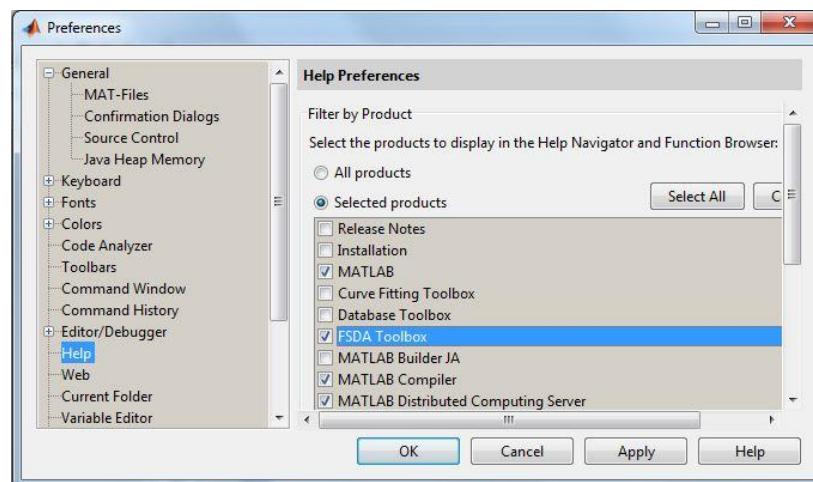 Preferences
General
MAT-Files
Confirmation Dialogs
Source Control
Java Heap Memory
Keyboard
Fonts
Colors
Code Analyzer
Toolbars
Command Window
Command History
Editor/Debugger
Help
Web
Current Folder
Variable Editor
Help Preferences
Filter by Product
Select the products to display in the Help Navigator and Function Browser:
All products
Selected products
Select All
C
Release Notes
Installation
MATLAB
Curve Fitting Toolbox
Database Toolbox
FSDA Toolbox
MATLAB Builder JA
MATLAB Compiler
MATLAB Distributed Computing Server
OK Cancel Apply Help